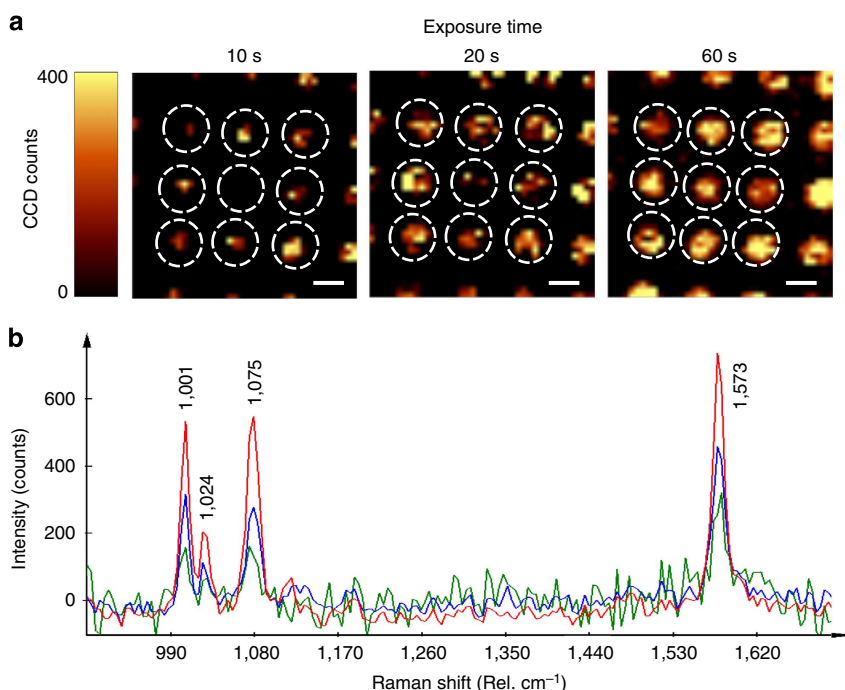 a
Exposure time
10 s 20 s 60 s
400
CCD counts
0
b
1,001
1,024
1,075
1,573
600
400
200
0
Intensity (counts)
990 1,080 1,170 1,260 1,350 1,440 1,530 1,620
Raman shift (Rel. cm⁻¹)